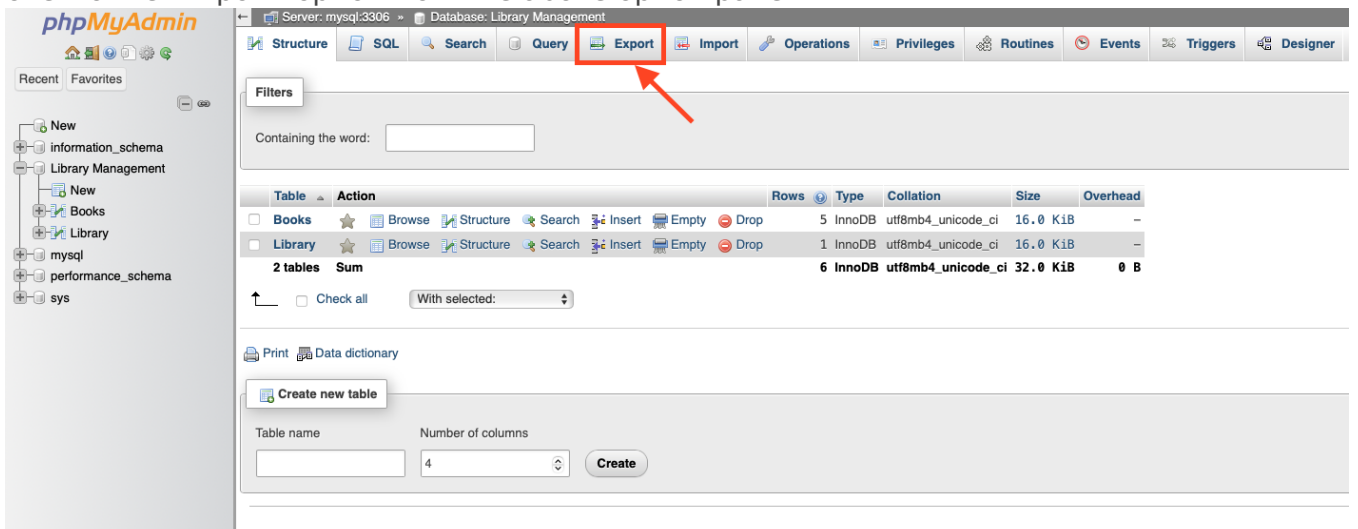 phpMyAdmin
Server: mysql:3306 » Database: Library Management
Structure SQL Search Query Export Import Operations Privileges Routines Events Triggers Designer
Recent Favorites
New
information_schema
Library Management
New
Books
Library
mysql
performance_schema
sys
Filters
Containing the word:
Table Action Rows Type Collation Size Overhead
Books Browse Structure Search Insert Empty Drop 5 InnoDB utf8mb4_unicode_ci 16.0 KiB –
Library Browse Structure Search Insert Empty Drop 1 InnoDB utf8mb4_unicode_ci 16.0 KiB –
2 tables Sum 6 InnoDB utf8mb4_unicode_ci 32.0 KiB 0 B
Check all With selected:
Print Data dictionary
Create new table
Table name Number of columns
4 Create